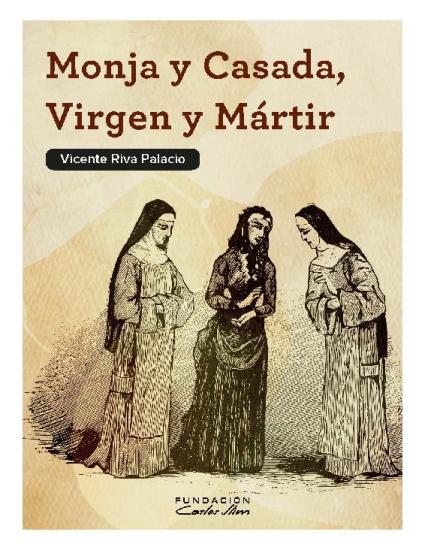 Monja y Casada,
Virgen y Mártir
Vicente Riva Palacio
FUNDACIÓN
Carlos Slim